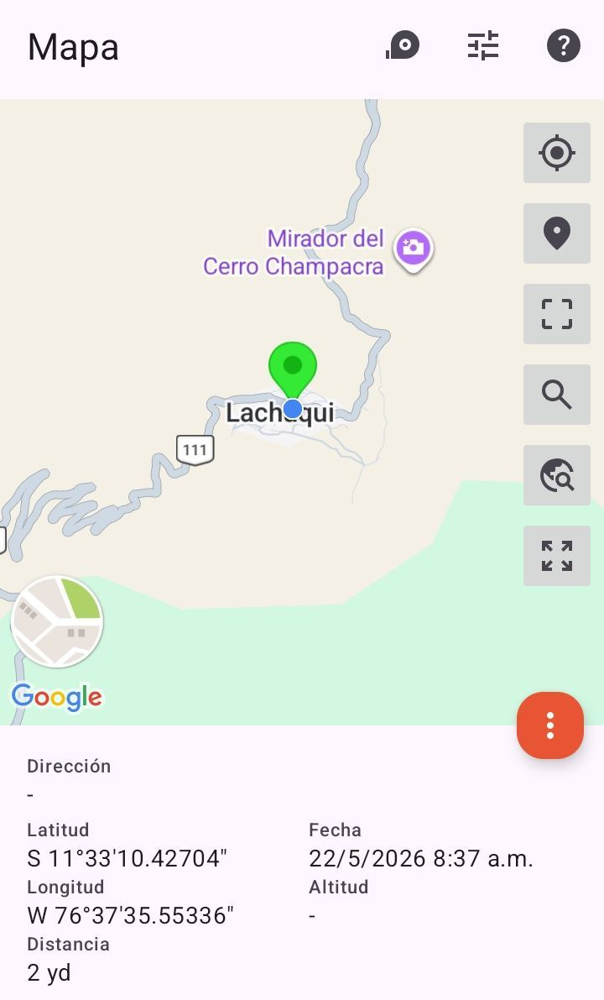 Mapa
Mirador del
Cerro Champacra
Lachaqui
111
Google
Dirección
-
Latitud
S 11°33'10.42704"
Fecha
22/5/2026 8:37 a.m.
Longitud
W 76°37'35.55336"
Altitud
-
Distancia
2 yd